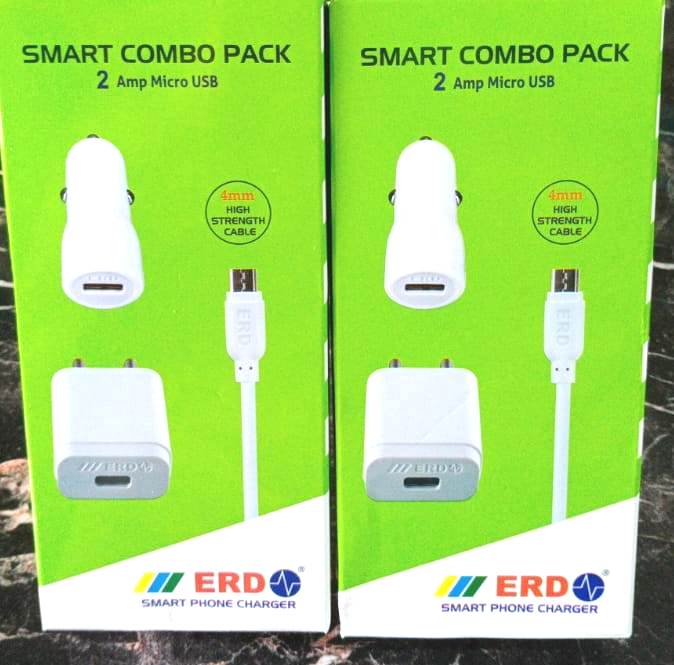 SMART COMBO PACK
2 Amp Micro USB
4mm
HIGH
STRENGTH
CABLE
ERD
ERD
ERD
®
SMART PHONE CHARGER
SMART COMBO PACK
2 Amp Micro USB
4mm
HIGH
STRENGTH
CABLE
ERD
ERD
ERD
®
SMART PHONE CHARGER